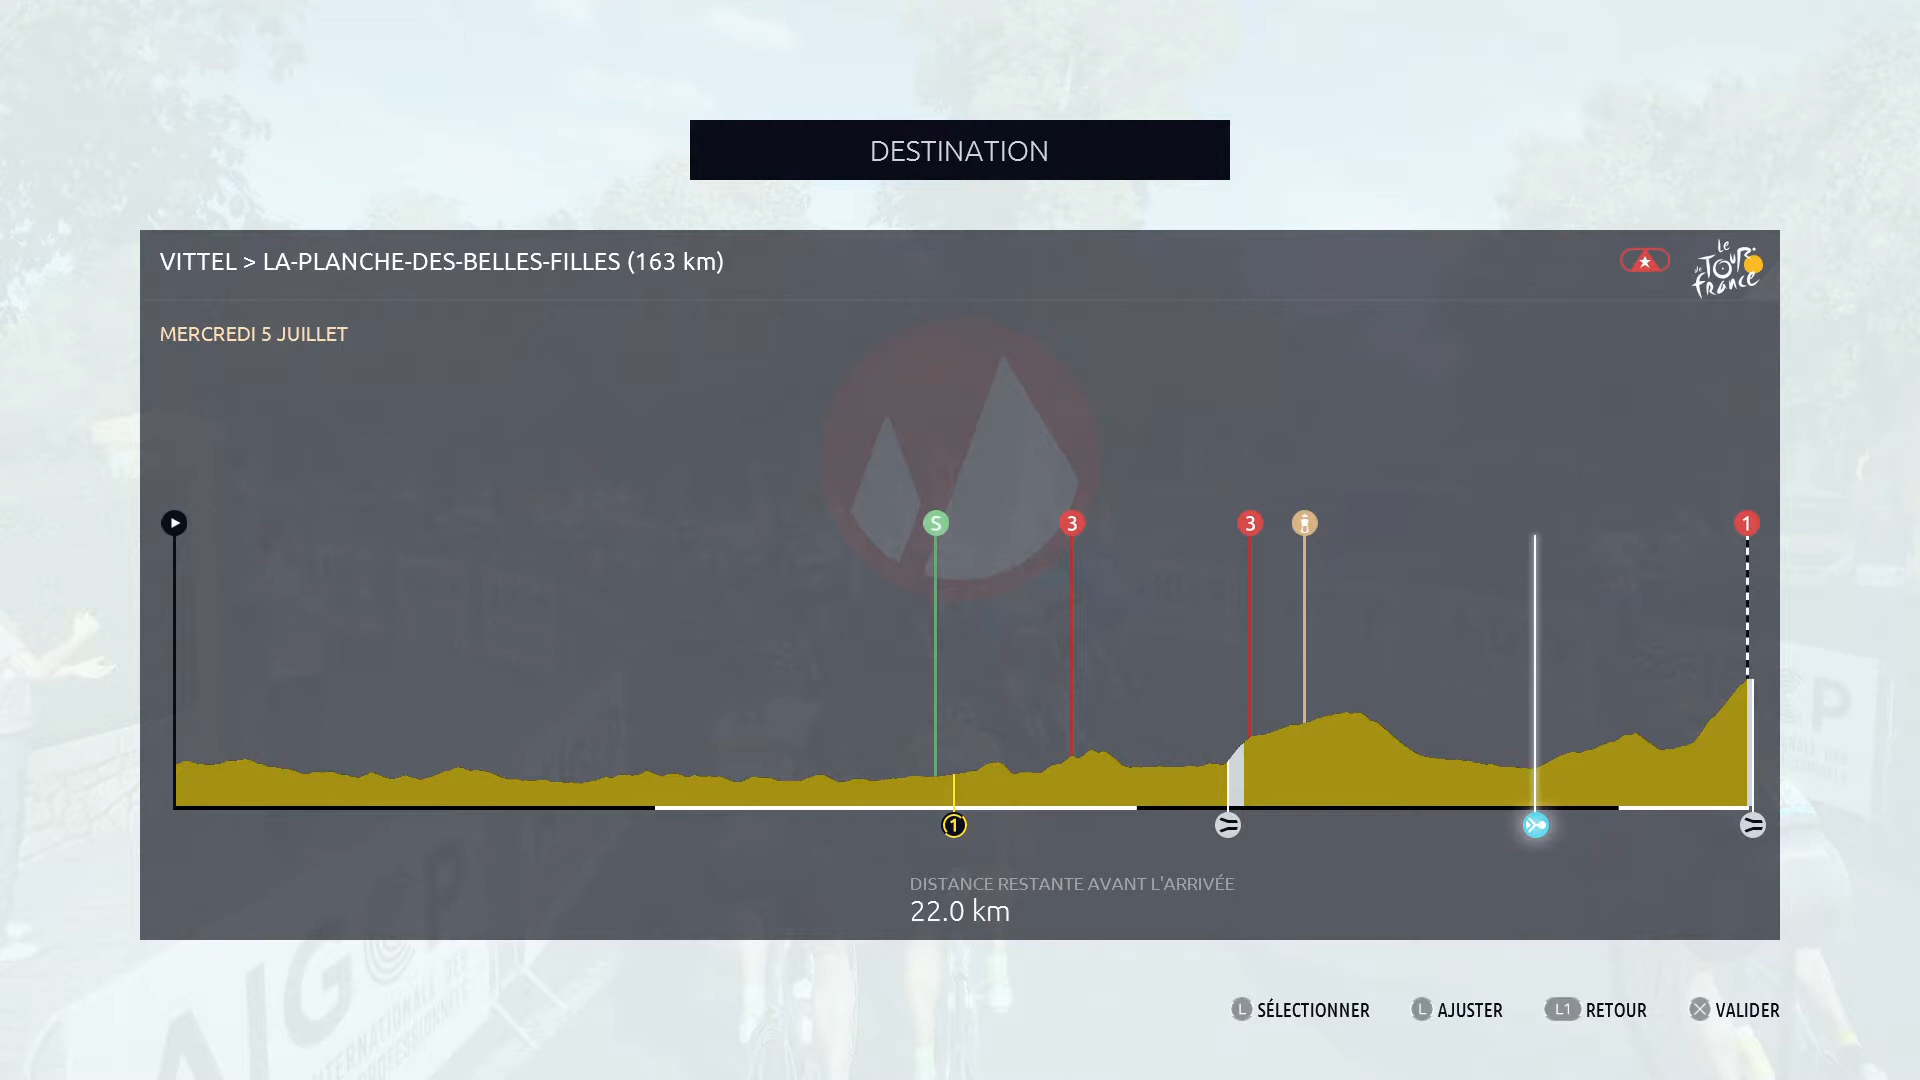 DESTINATION
VITTEL > LA-PLANCHE-DES-BELLES-FILLES (163 km)
le TOUR de france
MERCREDI 5 JUILLET
S 3 3 1
1
DISTANCE RESTANTE AVANT L'ARRIVÉE
22.0 km
L SÉLECTIONNER L AJUSTER L1 RETOUR VALIDER